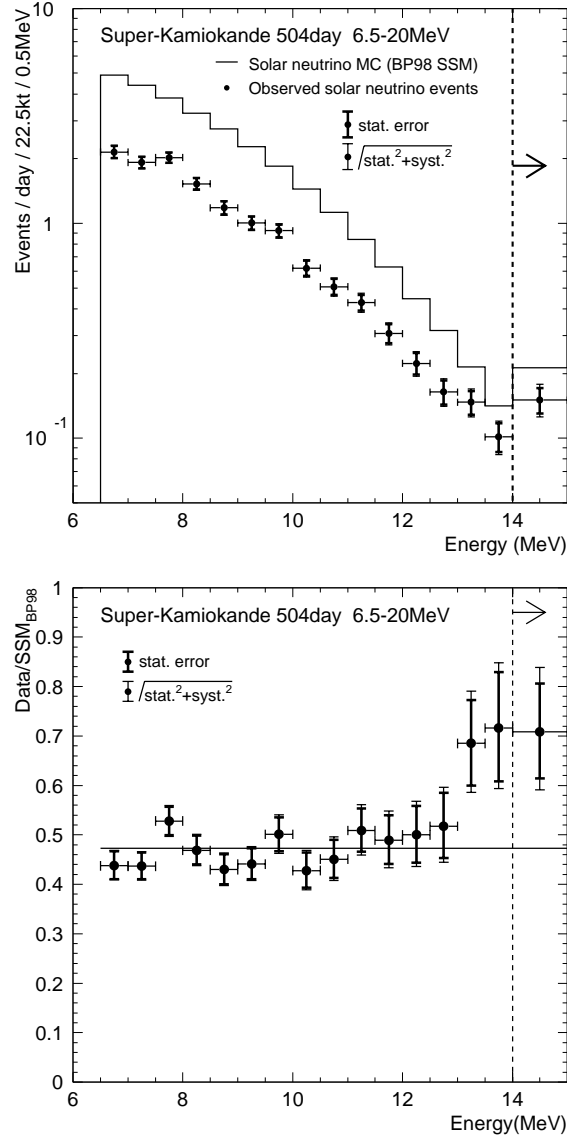 Super-Kamiokande 504day 6.5-20MeV
Solar neutrino MC (BP98 SSM)
Observed solar neutrino events
stat. error
√stat.²+syst.²
Events / day / 22.5kt / 0.5MeV
10
1
10⁻¹
6 8 10 12 14
Energy (MeV)
Super-Kamiokande 504day 6.5-20MeV
stat. error
√stat.²+syst.²
Data/SSM_BP98
1
0.9
0.8
0.7
0.6
0.5
0.4
0.3
0.2
0.1
0
6 8 10 12 14
Energy(MeV)